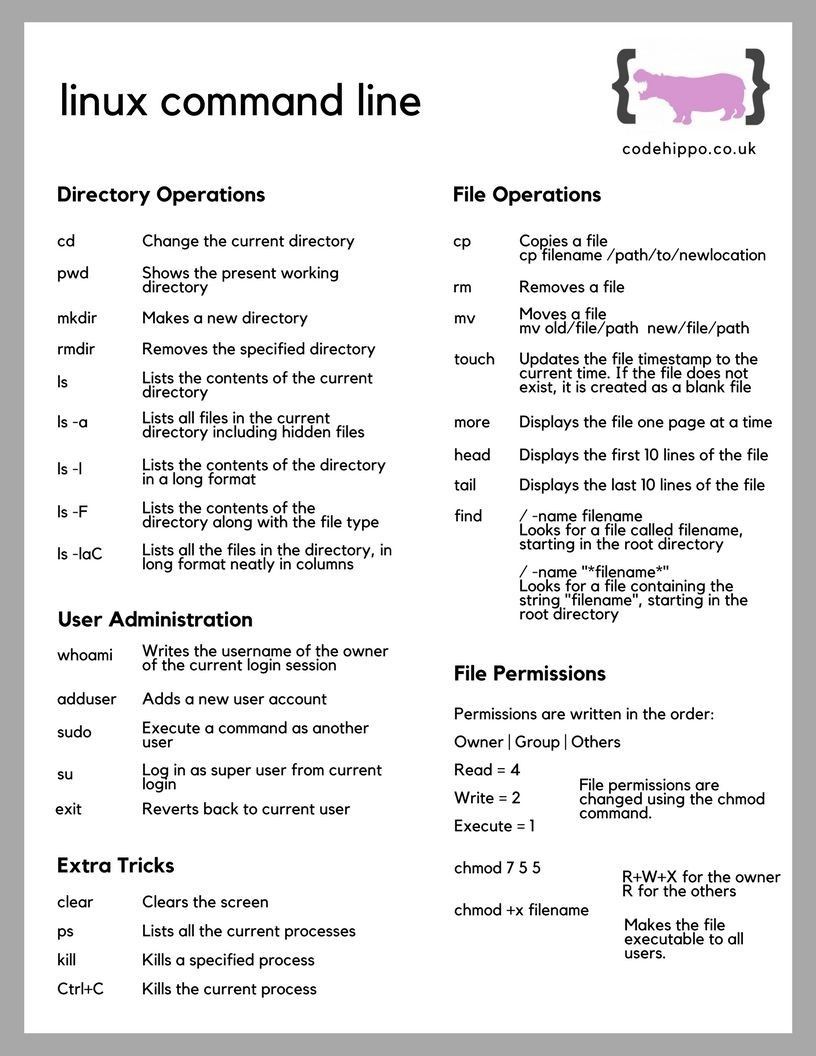 linux command line
codehippo.co.uk
Directory Operations
cd Change the current directory
pwd Shows the present working
directory
mkdir Makes a new directory
rmdir Removes the specified directory
ls Lists the contents of the current
directory
ls -a Lists all files in the current
directory including hidden files
ls -l Lists the contents of the directory
in a long format
ls -F Lists the contents of the
directory along with the file type
ls -laC Lists all the files in the directory, in
long format neatly in columns
User Administration
whoami Writes the username of the owner
of the current login session
adduser Adds a new user account
sudo Execute a command as another
user
su Log in as super user from current
login
exit Reverts back to current user
Extra Tricks
clear Clears the screen
ps Lists all the current processes
kill Kills a specified process
Ctrl+C Kills the current process
File Operations
cp Copies a file
cp filename /path/to/newlocation
rm Removes a file
mv Moves a file
mv old/file/path new/file/path
touch Updates the file timestamp to the
current time. If the file does not
exist, it is created as a blank file
more Displays the file one page at a time
head Displays the first 10 lines of the file
tail Displays the last 10 lines of the file
find / -name filename
Looks for a file called filename,
starting in the root directory
/ -name "*filename*"
Looks for a file containing the
string "filename", starting in the
root directory
File Permissions
Permissions are written in the order:
Owner | Group | Others
Read = 4
Write = 2
Execute = 1
File permissions are
changed using the chmod
command.
chmod 7 5 5
R+W+X for the owner
R for the others
chmod +x filename
Makes the file
executable to all
users.